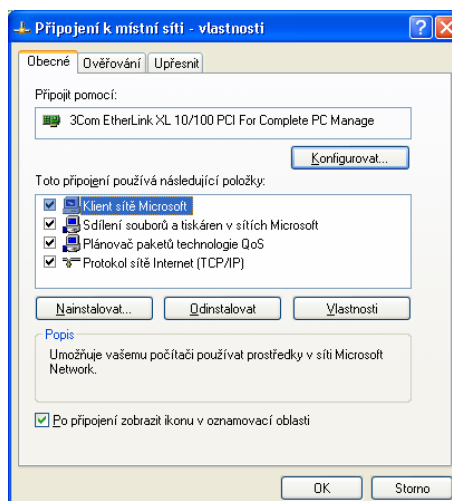 Připojení k místní síti - vlastnosti
Obecné Ověřování Upřesnit
Připojit pomocí:
3Com EtherLink XL 10/100 PCI For Complete PC Manage
Konfigurovat...
Toto připojení používá následující položky:
Klient sítě Microsoft
Sdílení souborů a tiskáren v sítích Microsoft
Plánovač paketů technologie QoS
Protokol sítě Internet (TCP/IP)
Nainstalovat... Odinstalovat Vlastnosti
Popis
Umožňuje vašemu počítači používat prostředky v síti Microsoft
Network.
Po připojení zobrazit ikonu v oznamovací oblasti
OK Storno